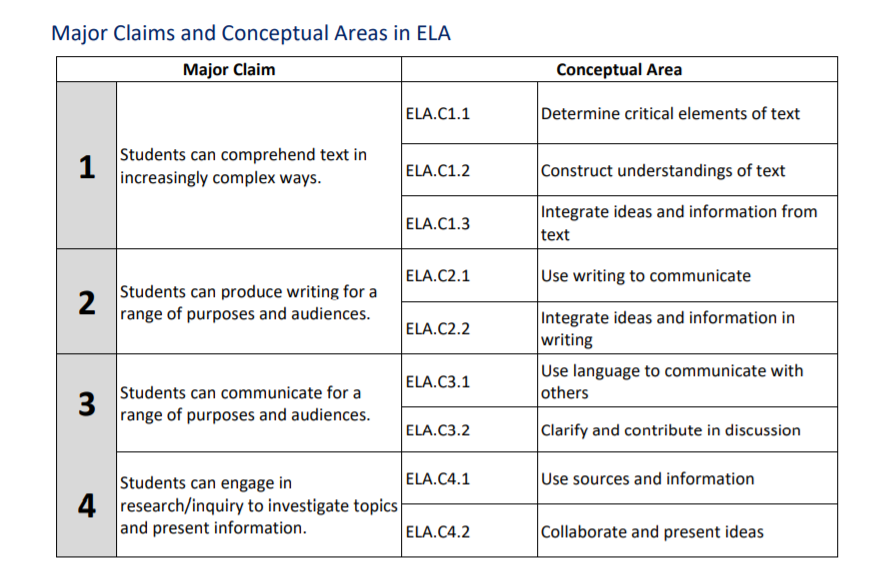 Major Claims and Conceptual Areas in ELA
Major Claim
Conceptual Area
1
Students can comprehend text in
increasingly complex ways.
ELA.C1.1
Determine critical elements of text
ELA.C1.2
Construct understandings of text
ELA.C1.3
Integrate ideas and information from
text
2
Students can produce writing for a
range of purposes and audiences.
ELA.C2.1
Use writing to communicate
ELA.C2.2
Integrate ideas and information in
writing
3
Students can communicate for a
range of purposes and audiences.
ELA.C3.1
Use language to communicate with
others
ELA.C3.2
Clarify and contribute in discussion
4
Students can engage in
research/inquiry to investigate topics
and present information.
ELA.C4.1
Use sources and information
ELA.C4.2
Collaborate and present ideas